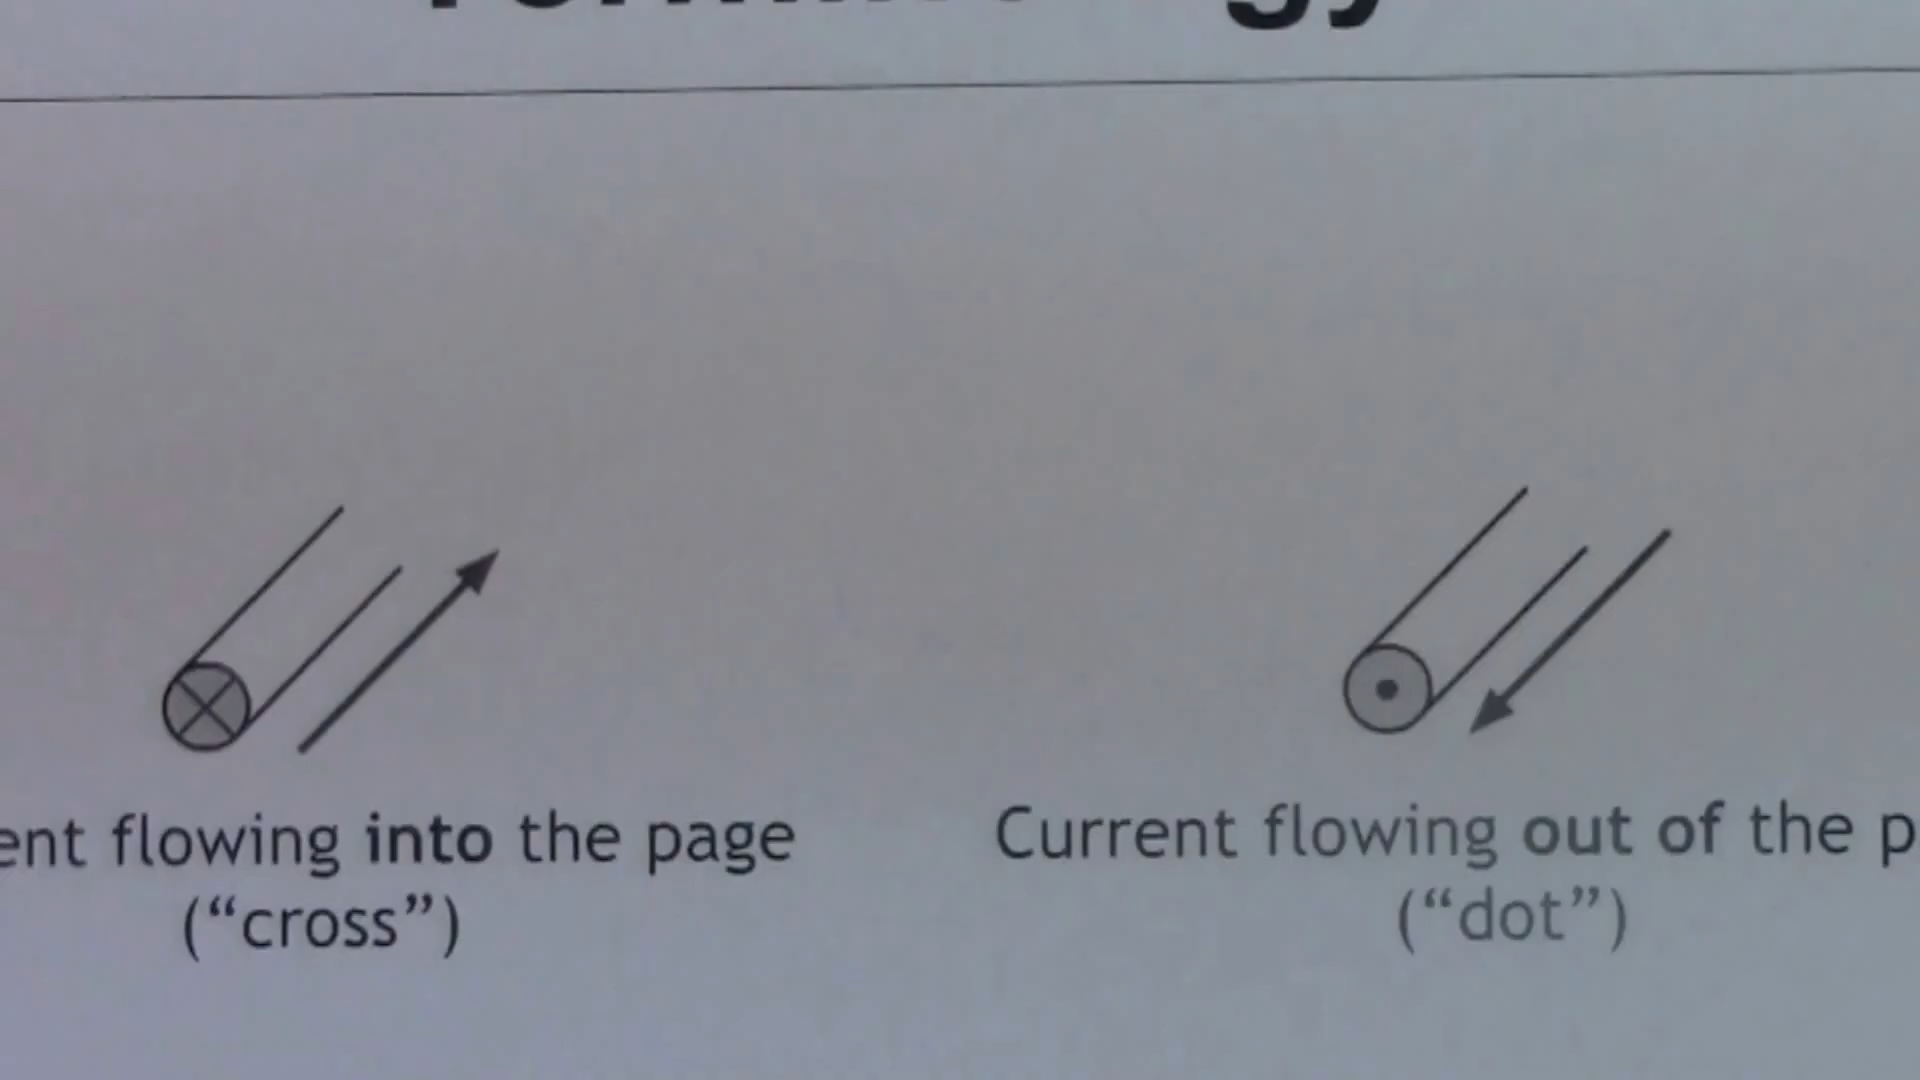 ent flowing into the page
(“cross”)
Current flowing out of the p
(“dot”)